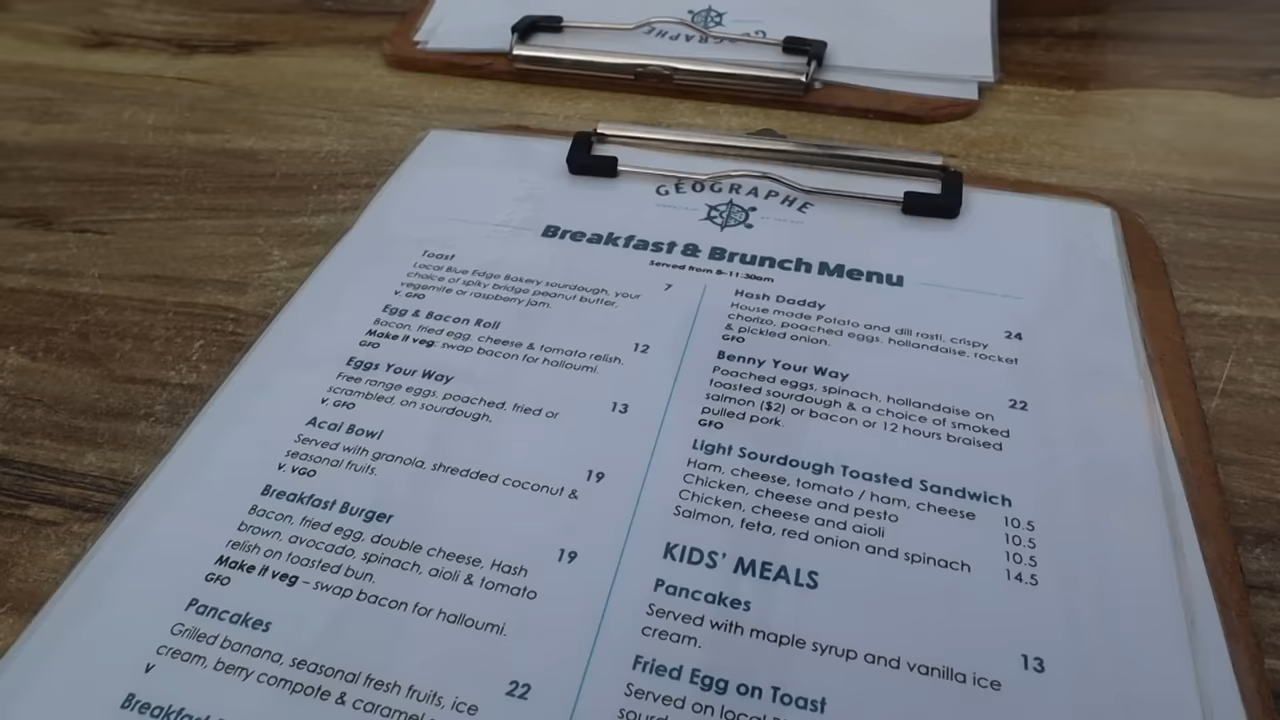 GEOGRAPHE
GÉOGRAPHE
Breakfast & Brunch Menu
Served from 8-11:30am
Toast
Local Blue Edge Bakery sourdough, your 7
choice of spiky bridge peanut butter,
vegemite or raspberry jam.
V. GFO
Egg & Bacon Roll
Bacon, fried egg, cheese & tomato relish. 12
Make it veg: swap bacon for halloumi.
GFO
Eggs Your Way
Free range eggs, poached, fried or 13
scrambled, on sourdough.
V. GFO
Acai Bowl
Served with granola, shredded coconut & 19
seasonal fruits.
V. VGO
Breakfast Burger
Bacon, fried egg, double cheese, Hash 19
brown, avocado, spinach, aioli & tomato
relish on toasted bun.
Make it veg – swap bacon for halloumi.
GFO
Pancakes
Grilled banana, seasonal fresh fruits, ice 22
cream, berry compote & caramel
V
Breakfast
Hash Daddy
House made Potato and dill rosti, crispy 24
chorizo, poached eggs, hollandaise, rocket
& pickled onion.
GFO
Benny Your Way
Poached eggs, spinach, hollandaise on 22
toasted sourdough & a choice of smoked
salmon ($2) or bacon or 12 hours braised
pulled pork.
GFO
Light Sourdough Toasted Sandwich
Ham, cheese, tomato / ham, cheese 10.5
Chicken, cheese and pesto 10.5
Chicken, cheese and aioli 10.5
Salmon, feta, red onion and spinach 14.5
KIDS' MEALS
Pancakes
Served with maple syrup and vanilla ice 13
cream.
Fried Egg on Toast
Served on local